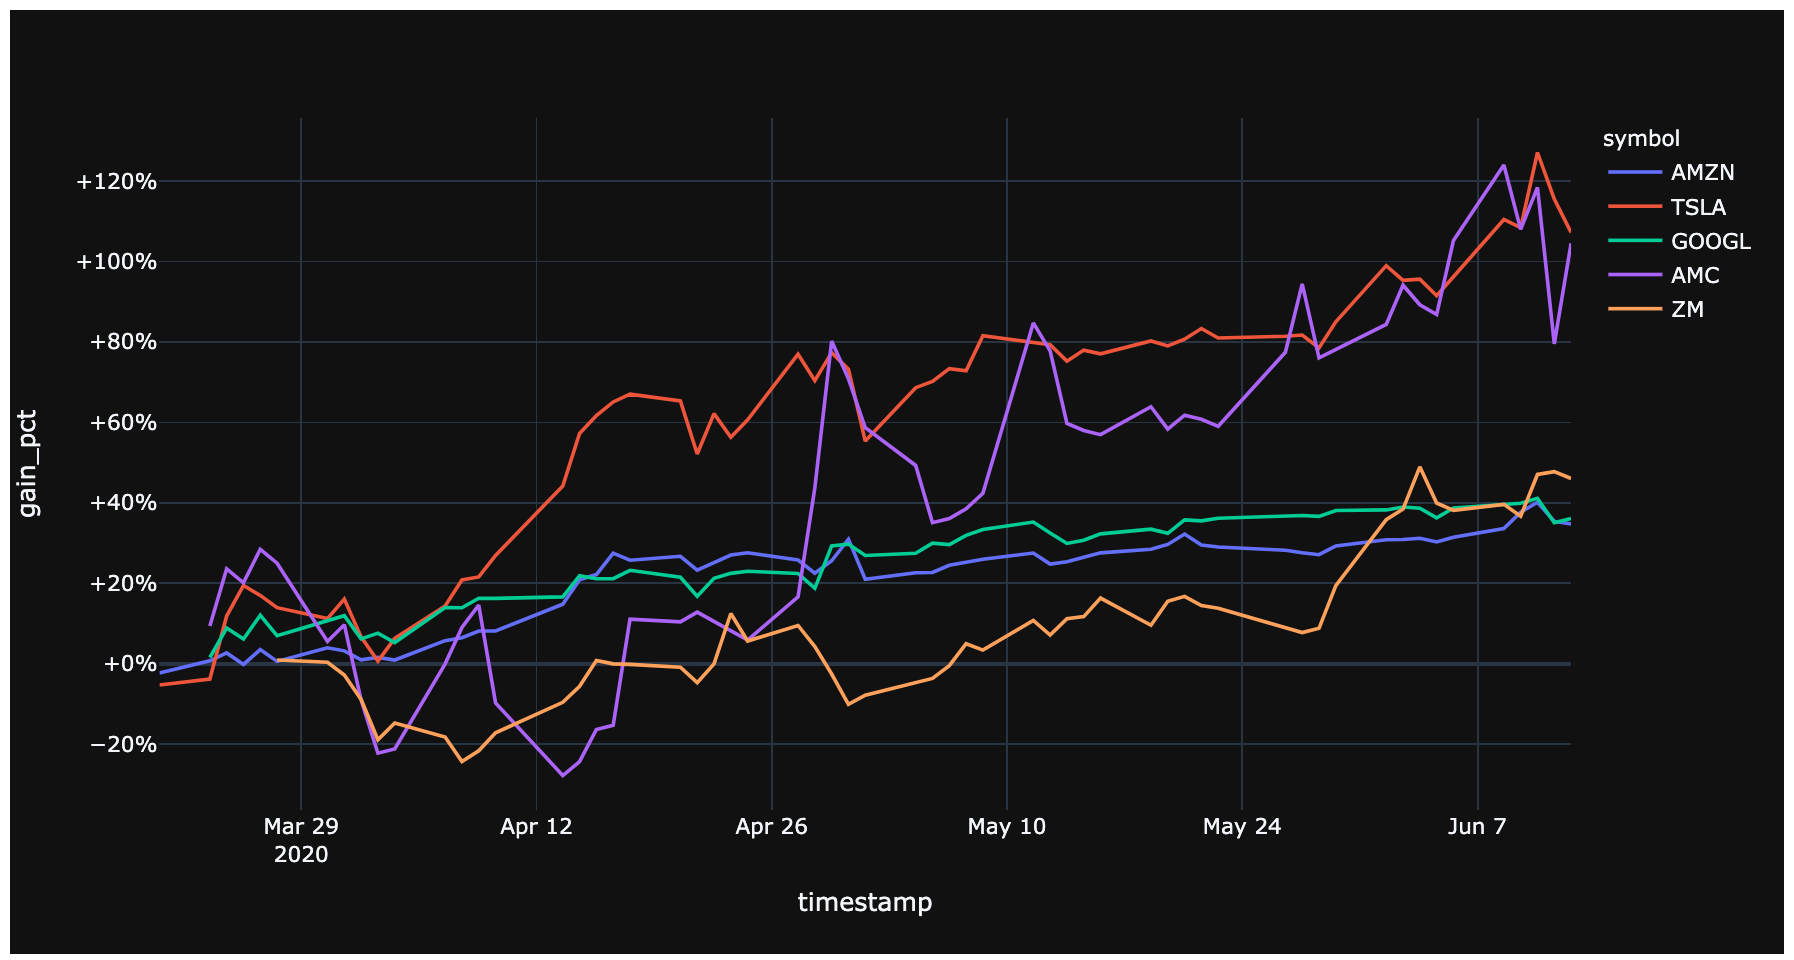 symbol
AMZN
TSLA
GOOGL
AMC
ZM
+120%
+100%
+80%
+60%
+40%
+20%
+0%
−20%
gain_pct
Mar 29
2020
Apr 12
Apr 26
May 10
May 24
Jun 7
timestamp